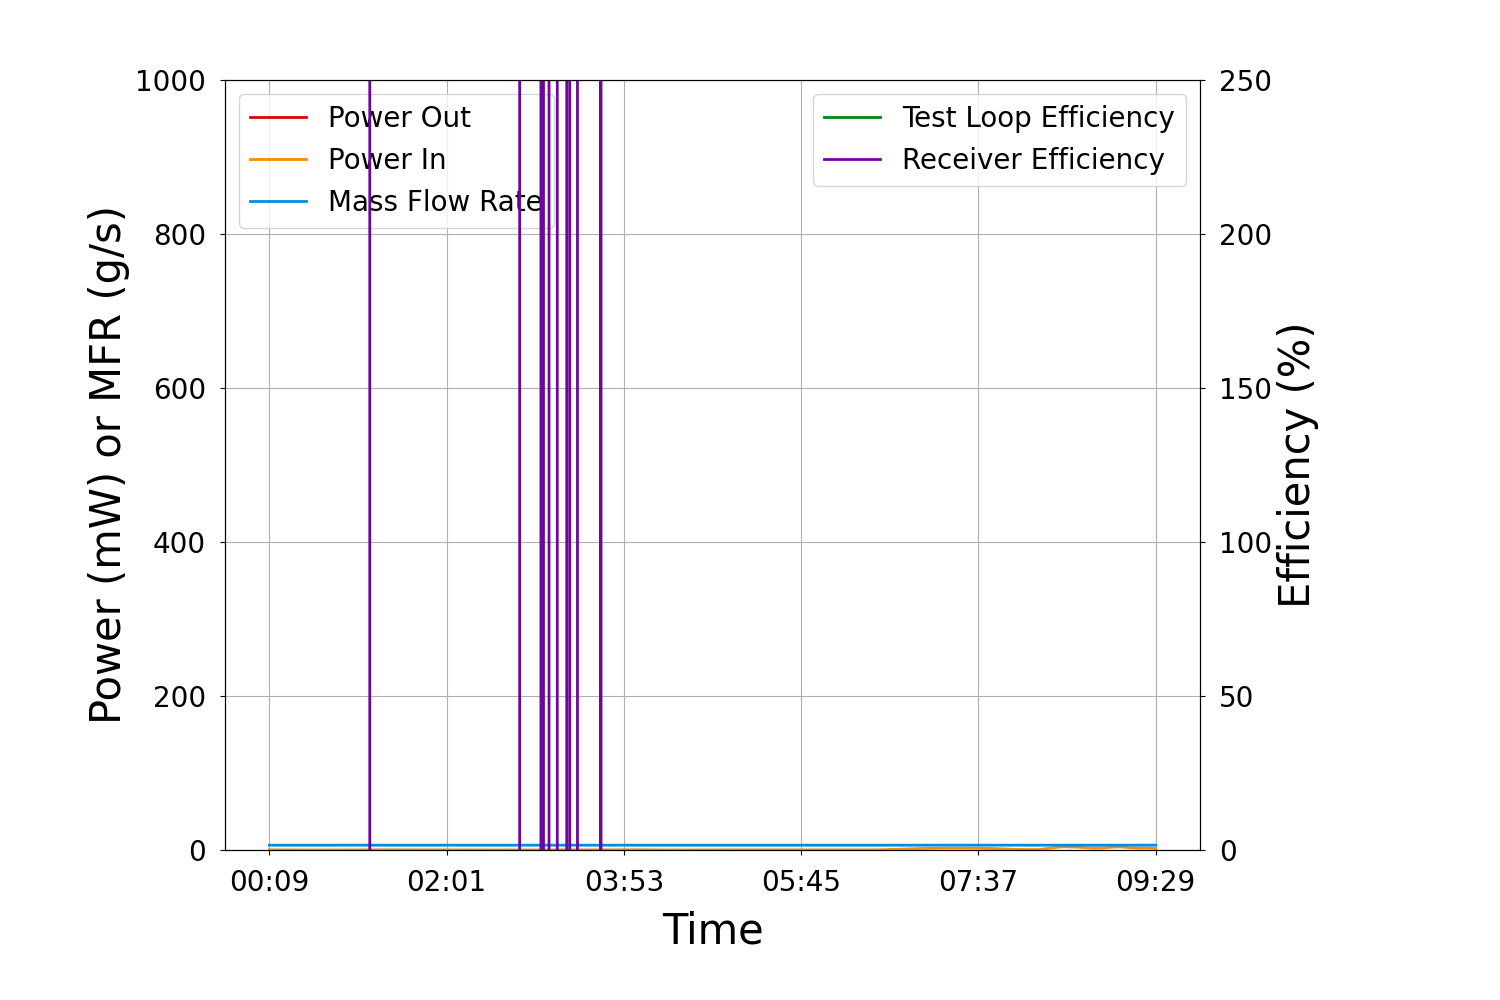 Power (mW) or MFR (g/s)
1000
800
600
400
200
0
Power Out
Power In
Mass Flow Rate
Test Loop Efficiency
Receiver Efficiency
250
200
150
100
50
0
Efficiency (%)
00:09 02:01 03:53 05:45 07:37 09:29
Time